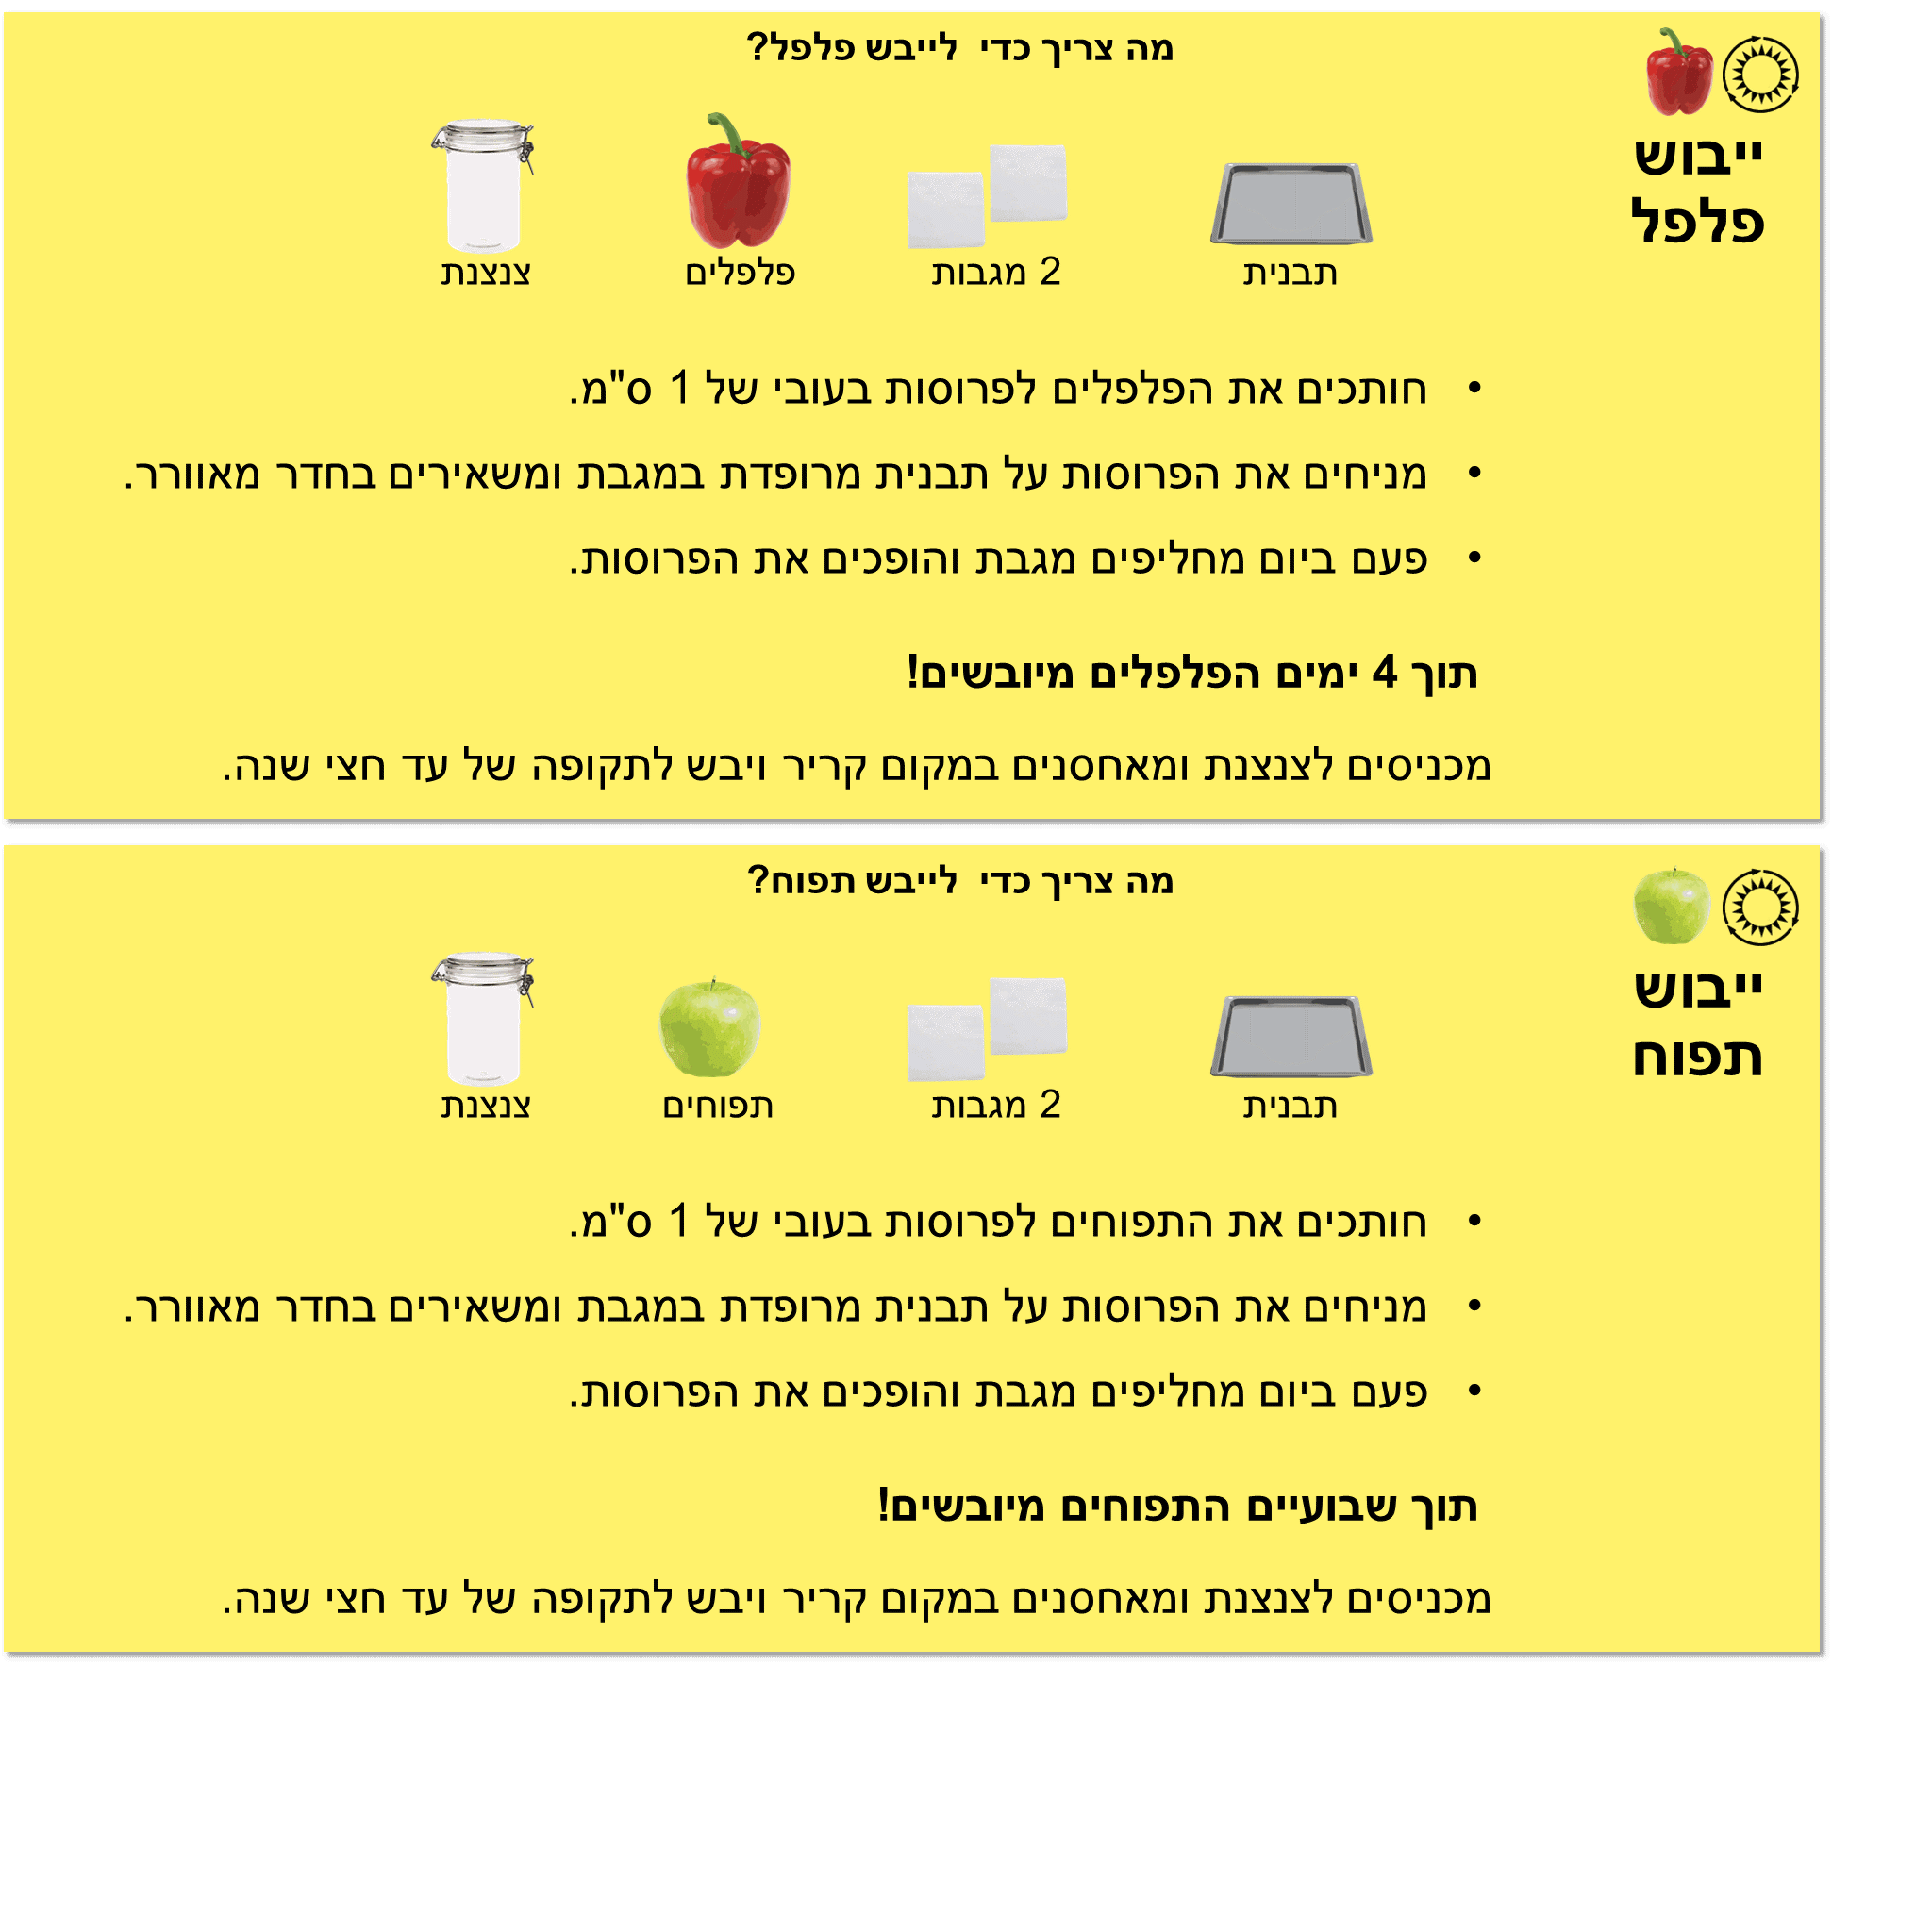 מה צריך כדי לייבש פלפל?
ייבוש
פלפל
תבנית
2 מגבות
פלפלים
צנצנת
• חותכים את הפלפלים לפרוסות בעובי של 1 ס"מ.
• מניחים את הפרוסות על תבנית מרופדת במגבת ומשאירים בחדר מאוורר.
• פעם ביום מחליפים מגבת והופכים את הפרוסות.
תוך 4 ימים הפלפלים מיובשים!
מכניסים לצנצנת ומאחסנים במקום קריר ויבש לתקופה של עד חצי שנה.
מה צריך כדי לייבש תפוח?
ייבוש
תפוח
תבנית
2 מגבות
תפוחים
צנצנת
• חותכים את התפוחים לפרוסות בעובי של 1 ס"מ.
• מניחים את הפרוסות על תבנית מרופדת במגבת ומשאירים בחדר מאוורר.
• פעם ביום מחליפים מגבת והופכים את הפרוסות.
תוך שבועיים התפוחים מיובשים!
מכניסים לצנצנת ומאחסנים במקום קריר ויבש לתקופה של עד חצי שנה.